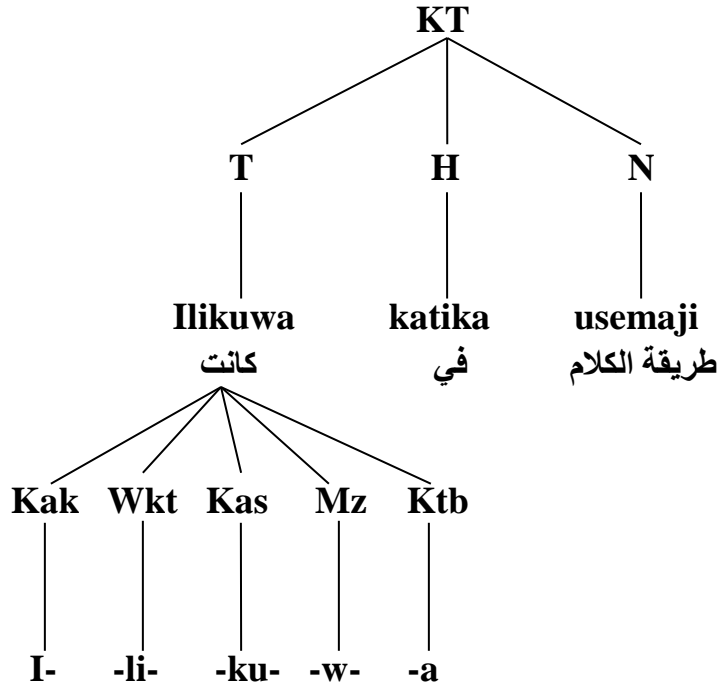 KT
T H N
Ilikuwa katika usemaji
كانت في طريقة الكلام
Kak Wkt Kas Mz Ktb
I- -li- -ku- -w- -a